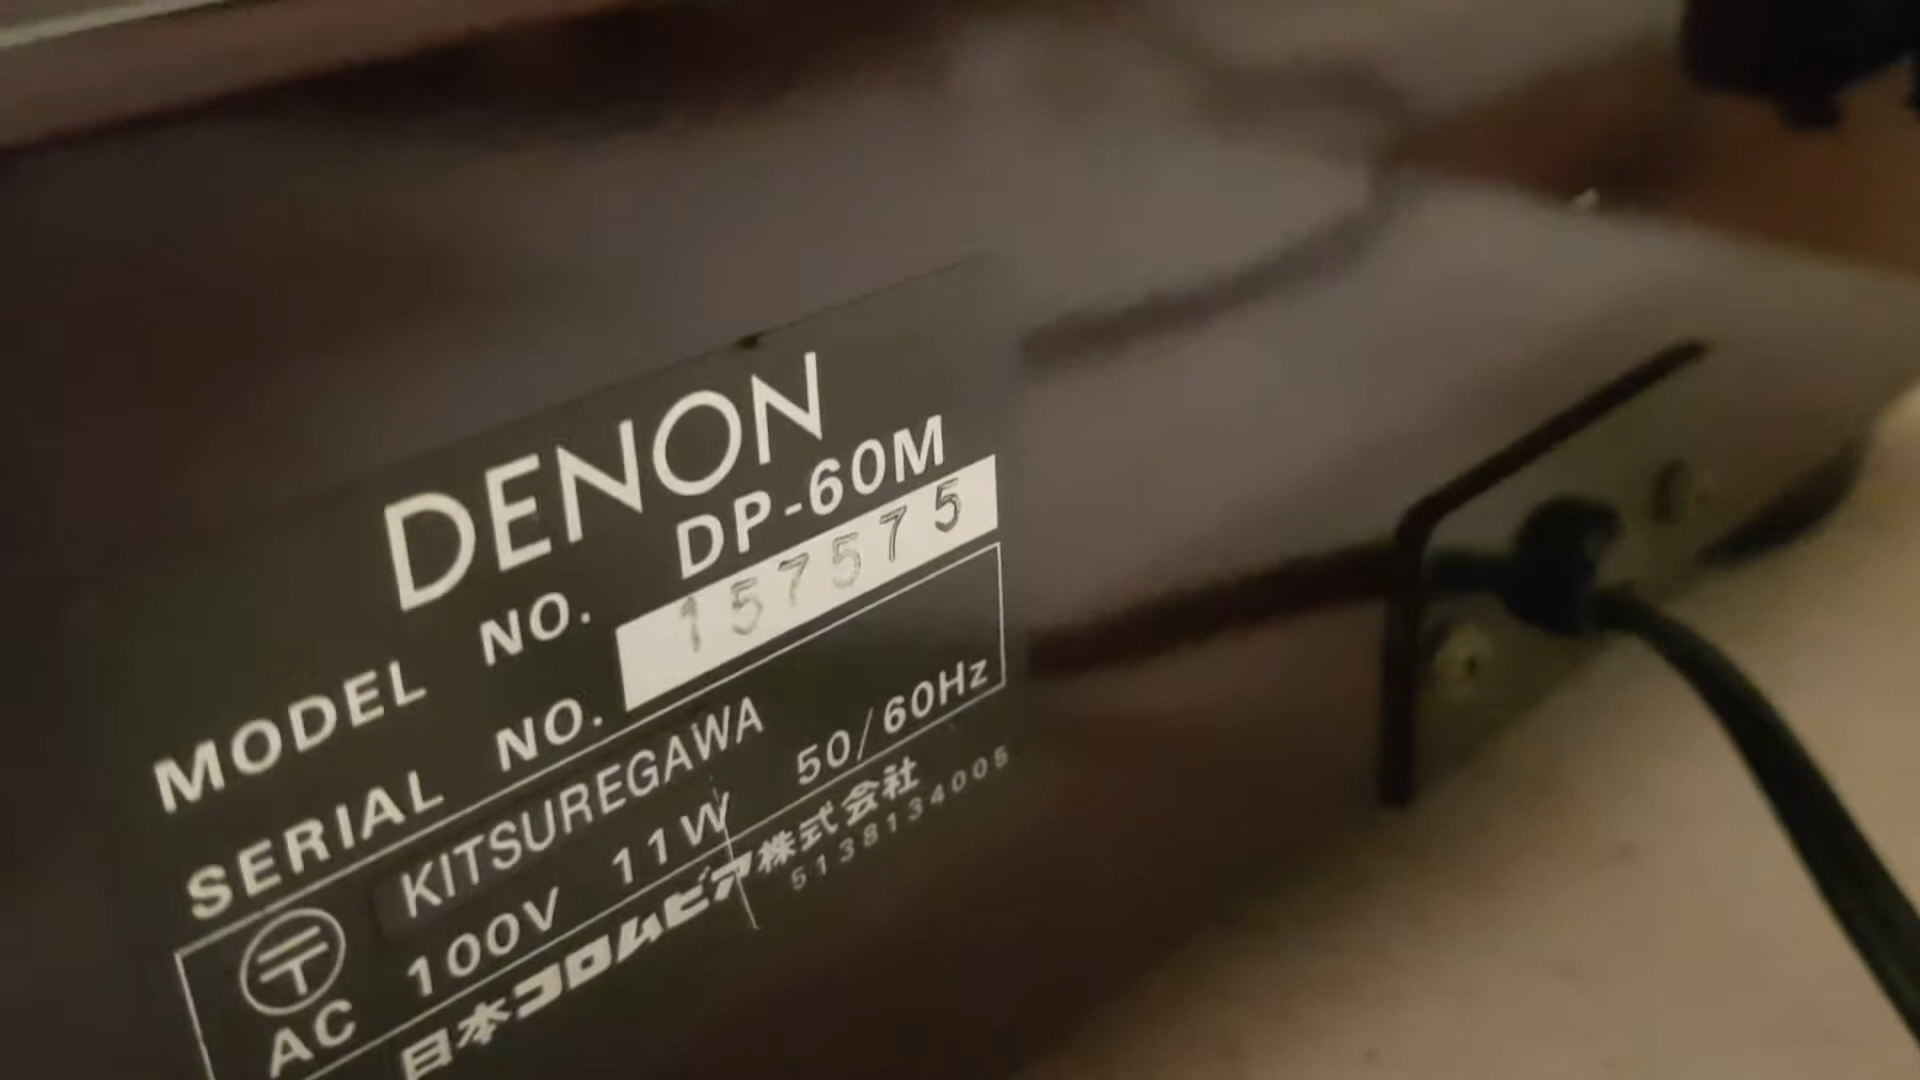 DENON
MODEL NO. DP-60M
SERIAL NO. 157575
〒 KITSUREGAWA
AC 100V 11W 50/60Hz
日本コロムビア株式会社
5138134005